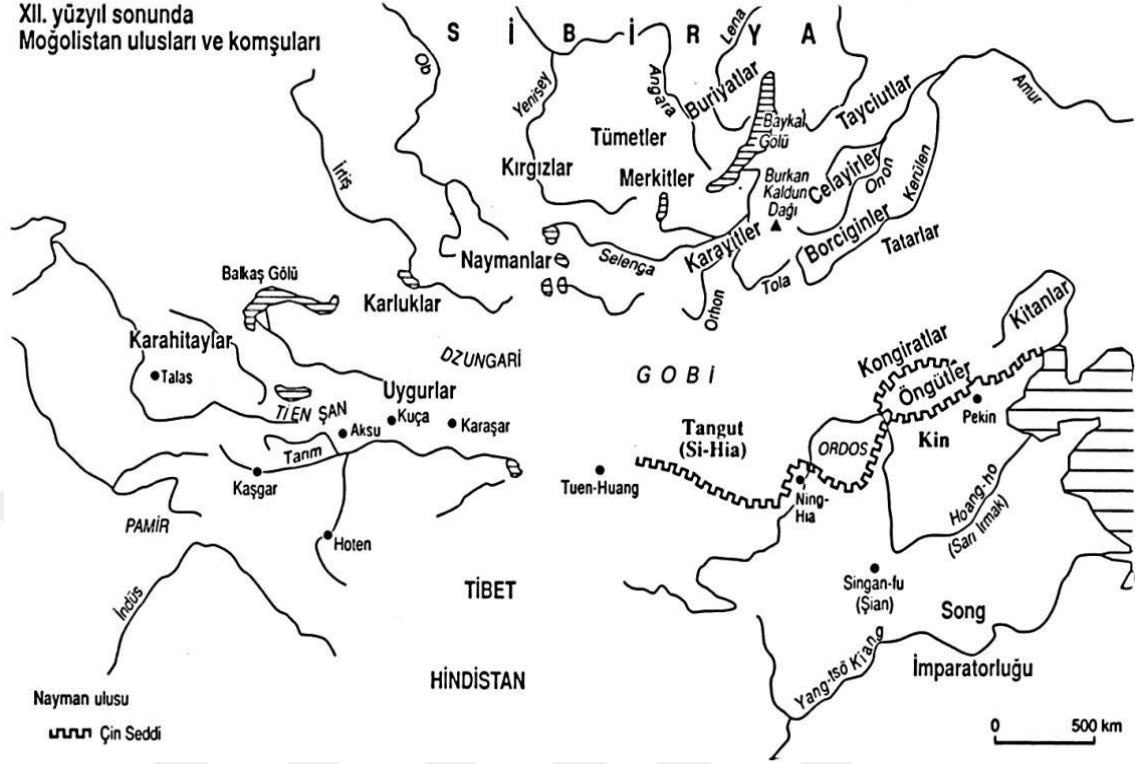 XII. yüzyıl sonunda
Moğolistan ulusları ve komşuları
S İ B İ R Y A
Ob
Yenisey
Angara
Lena
Buriyatlar
Baykal
Gölü
Tayciutlar
Amur
İrtiş
Tümetler
Kırgızlar
Merkitler
Burkan
Kaldun
Dağı
Celayirler
Onon
Kerülen
Naymanlar
Selenga
Karayitler
Borciginler
Tatarlar
Tola
Orhon
Balkaş Gölü
Karluklar
Karahitaylar
Talas
DZUNGARİ
GOBİ
Kongiratlar
Kitanlar
Öngütler
Pekin
Kin
Uygurlar
TİEN ŞAN
Kuça
Aksu
Karaşar
Tarım
Kaşgar
Tangut
(Si-Hia)
ORDOS
Tuen-Huang
Ning-
Hia
Hoang-ho
(Sarı Irmak)
PAMİR
Hoten
Singan-fu
(Şian)
İndüs
TİBET
Song
İmparatorluğu
Yang-tsö Kiang
HİNDİSTAN
Nayman ulusu
Çin Seddi
0 500 km